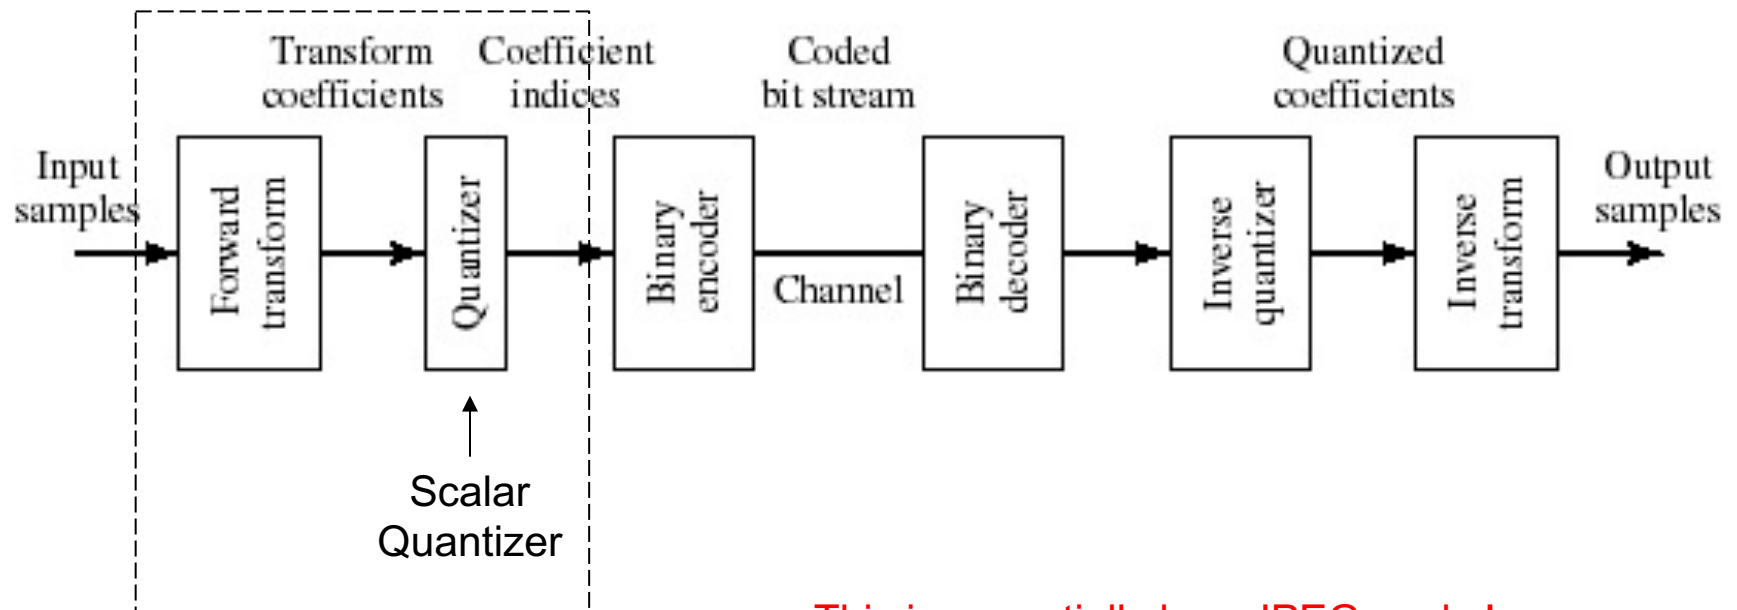 Transform
coefficients
Coefficient
indices
Coded
bit stream
Quantized
coefficients
Input
samples
Forward
transform
Quantizer
Binary
encoder
Channel
Binary
decoder
Inverse
quantizer
Inverse
transform
Output
samples
Scalar
Quantizer